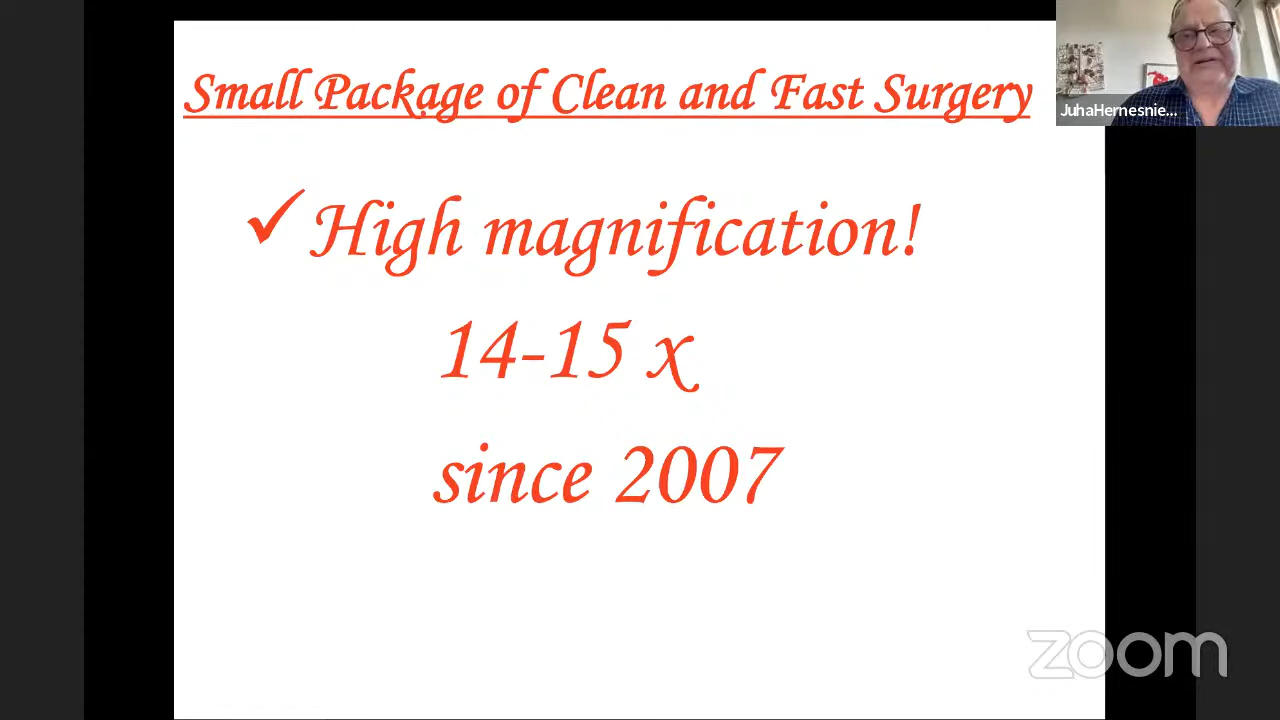 Small Package of Clean and Fast Surgery
JuhaHernesnie...
✓ High magnification!
14-15 x
since 2007
zoom